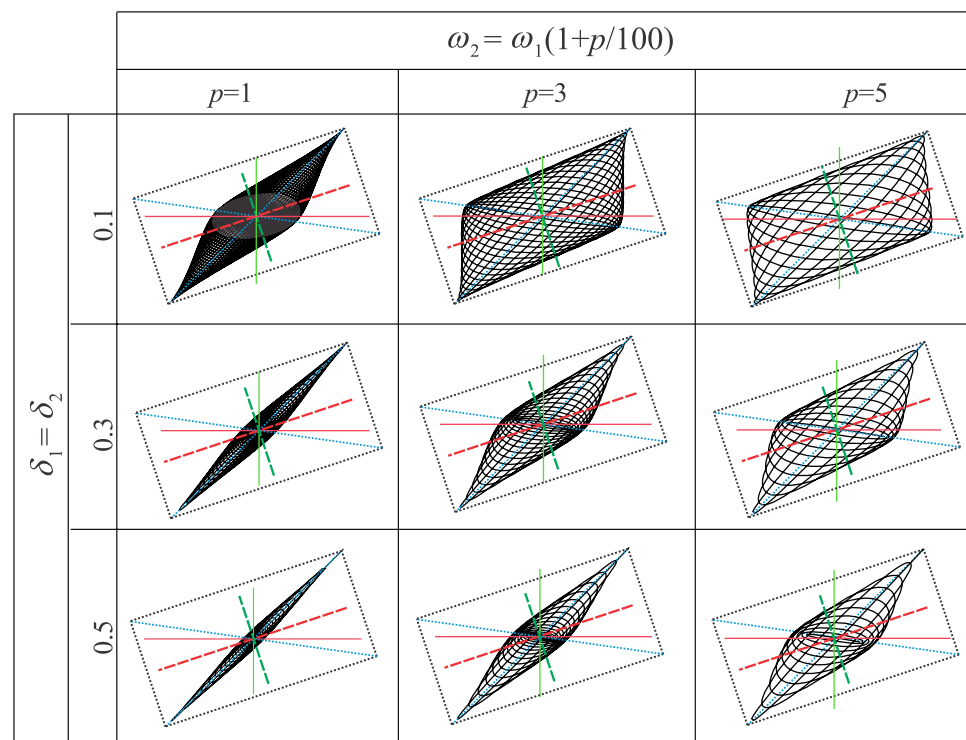 ω₂ = ω₁(1+p/100)
p=1
p=3
p=5
δ₁ = δ₂
0.1
0.3
0.5